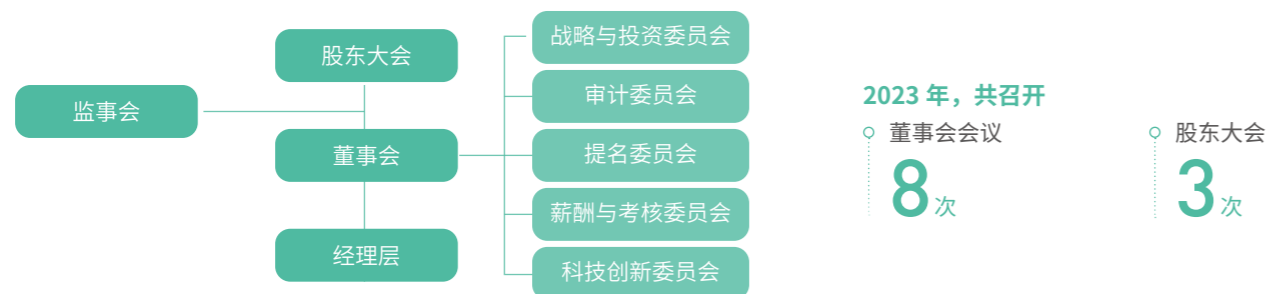 监事会
股东大会
董事会
经理层
战略与投资委员会
审计委员会
提名委员会
薪酬与考核委员会
科技创新委员会
2023 年，共召开
董事会会议
8次
股东大会
3次